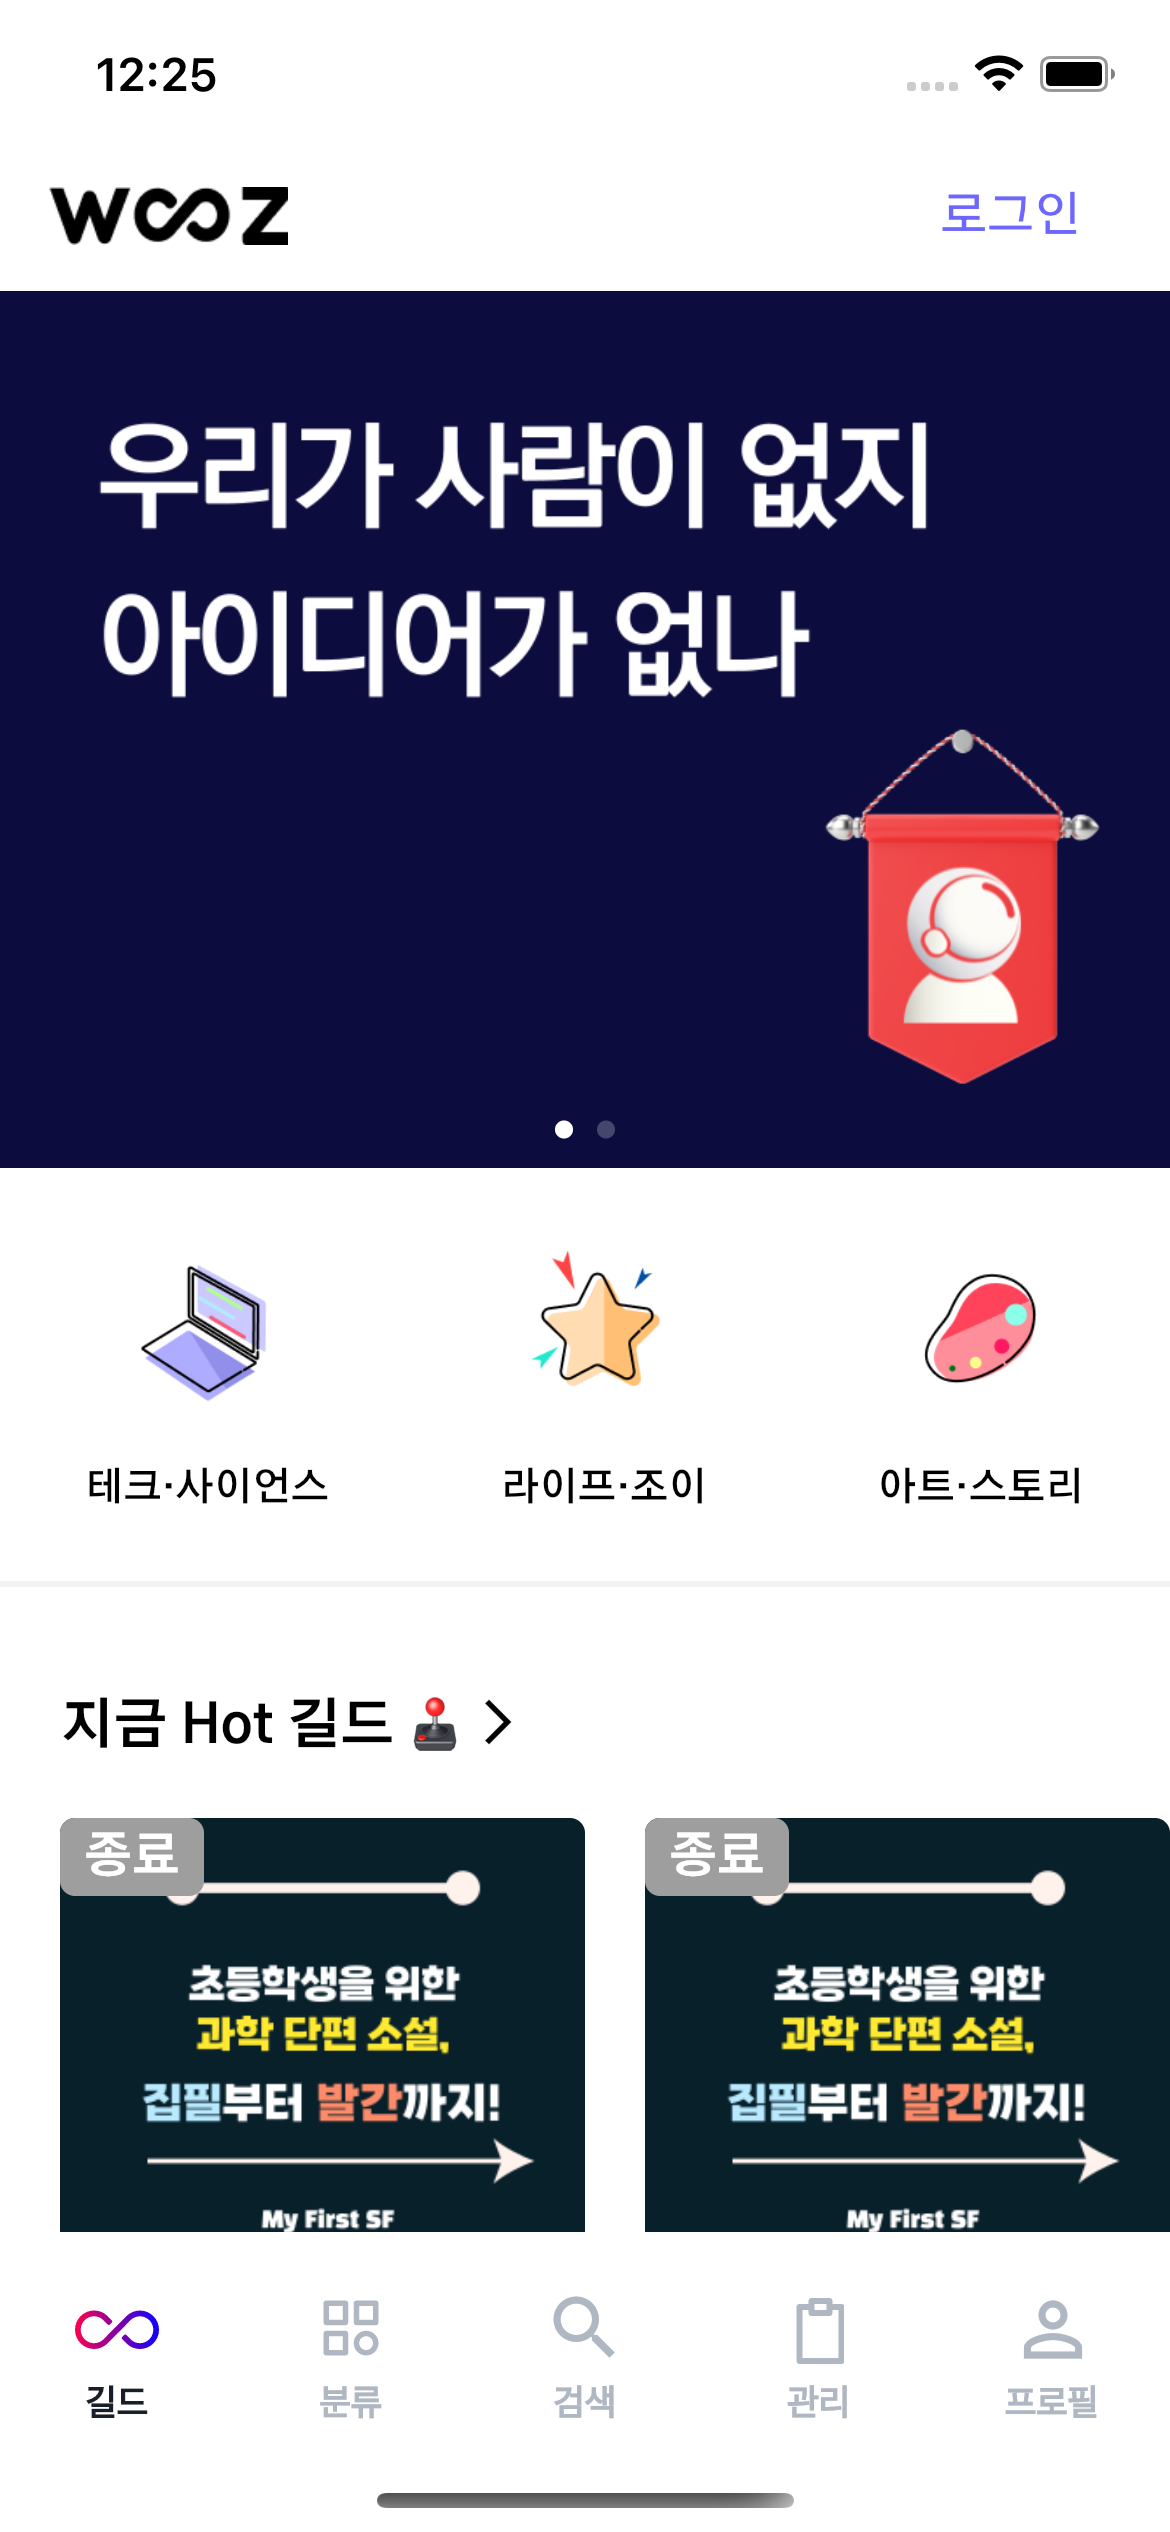 12:25
WOOZ
로그인
우리가 사람이 없지
아이디어가 없나
테크·사이언스
라이프·조이
아트·스토리
지금 Hot 길드
종료
초등학생을 위한
과학 단편 소설,
집필부터 발간까지!
My First SF
종료
초등학생을 위한
과학 단편 소설,
집필부터 발간까지!
My First SF
길드
분류
검색
관리
프로필